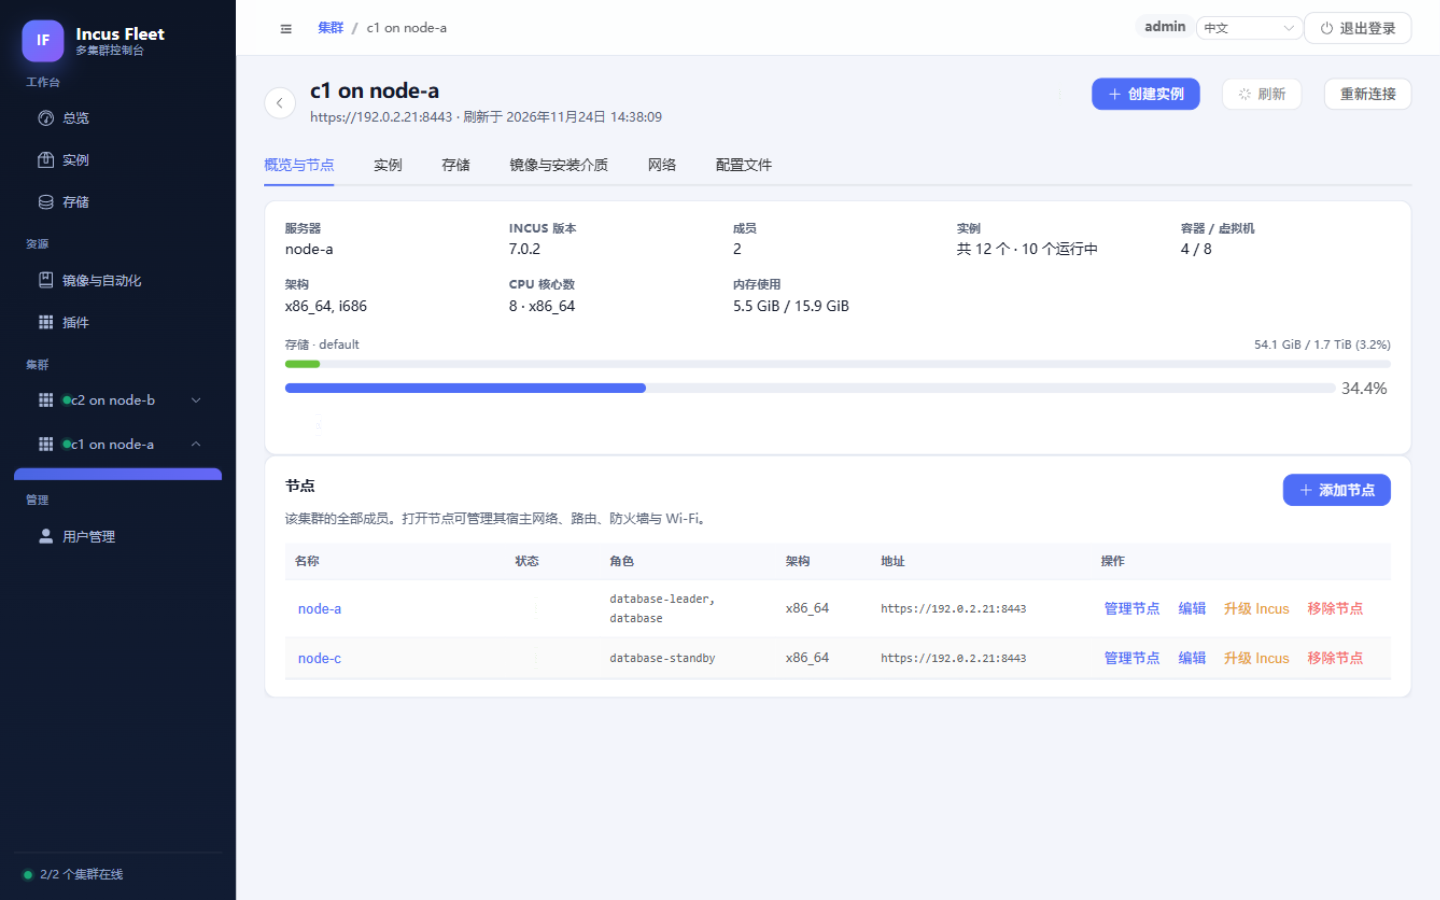 IF
Incus Fleet
多集群控制台
工作台
总览
实例
存储
资源
镜像与自动化
插件
集群
c2 on node-b
c1 on node-a
管理
用户管理
2/2 个集群在线
集群 / c1 on node-a
admin
中文
退出登录
c1 on node-a
https://192.0.2.21:8443 · 刷新于 2026年11月24日 14:38:09
创建实例
刷新
重新连接
概览与节点 实例 存储 镜像与安装介质 网络 配置文件
服务器 INCUS 版本 成员 实例 容器 / 虚拟机
node-a 7.0.2 2 共 12 个 · 10 个运行中 4 / 8
架构 CPU 核心数 内存使用
x86_64, i686 8 · x86_64 5.5 GiB / 15.9 GiB
存储 · default 54.1 GiB / 1.7 TiB (3.2%)
34.4%
节点
添加节点
该集群的全部成员。打开节点可管理其宿主网络、路由、防火墙与 Wi-Fi。
名称 状态 角色 架构 地址 操作
node-a database-leader, database x86_64 https://192.0.2.21:8443 管理节点 编辑 升级 Incus 移除节点
node-c database-standby x86_64 https://192.0.2.21:8443 管理节点 编辑 升级 Incus 移除节点